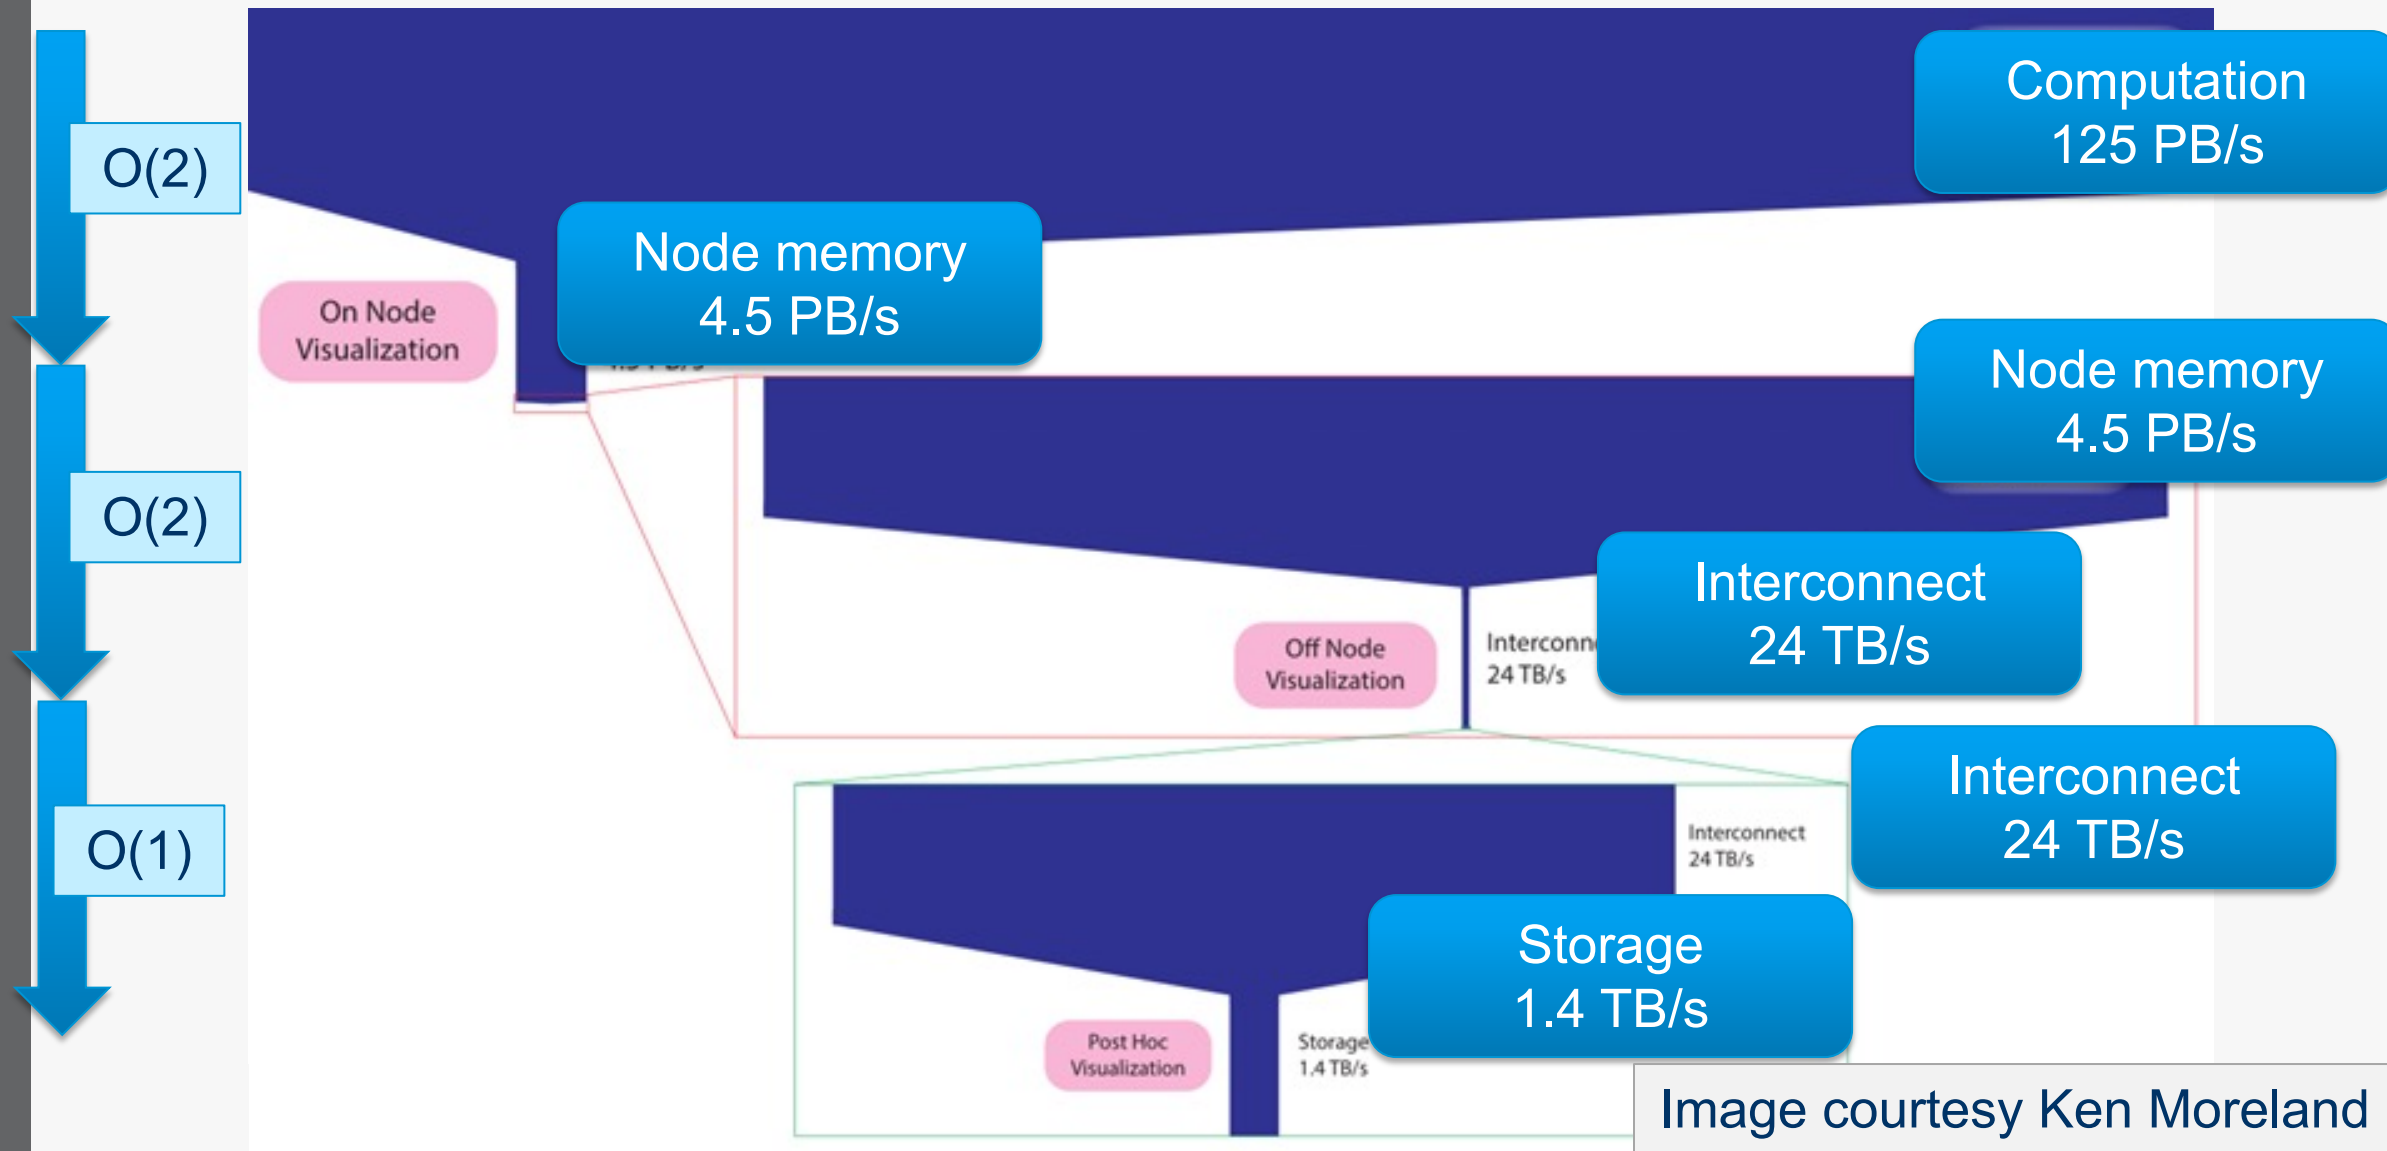 Computation
125 PB/s
O(2)
Node memory
4.5 PB/s
On Node
Visualization
Node memory
4.5 PB/s
O(2)
Interconnect
24 TB/s
Off Node
Visualization
24 TB/s
Interconnect
24 TB/s
O(1)
Interconnect
24 TB/s
Storage
1.4 TB/s
Post Hoc
Visualization
Storage
1.4 TB/s
Image courtesy Ken Moreland